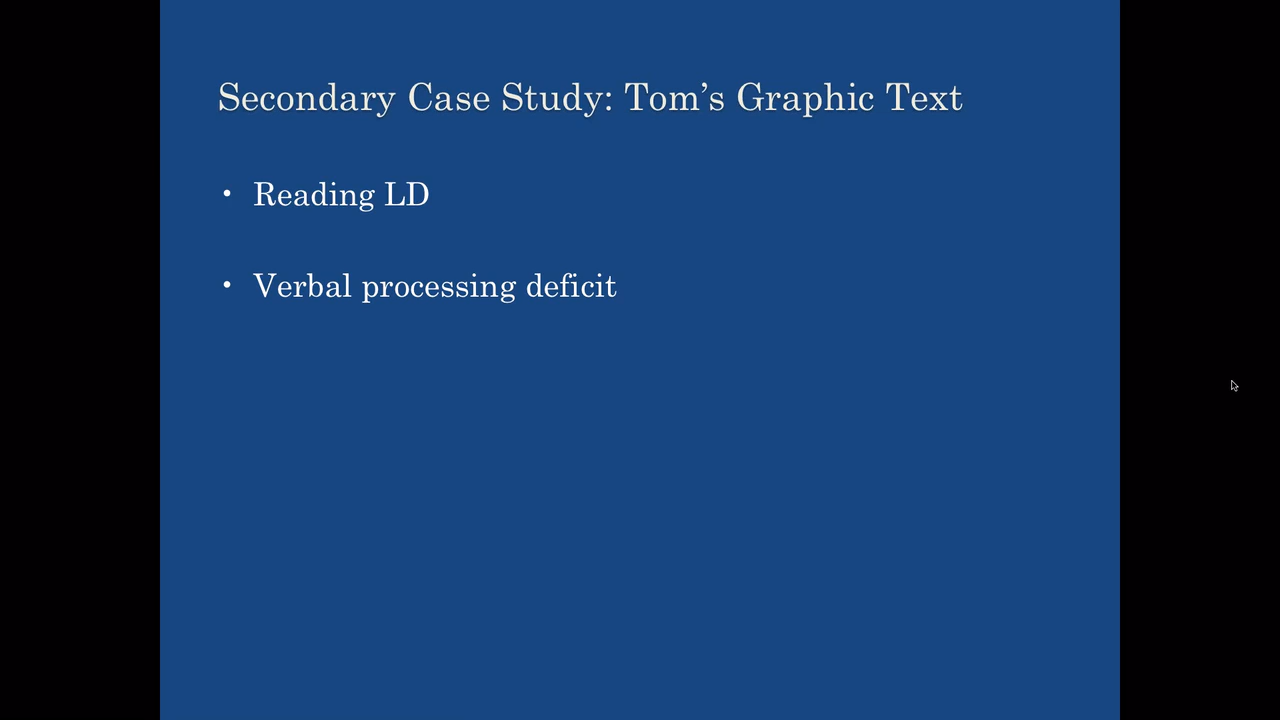 Secondary Case Study: Tom’s Graphic Text
• Reading LD
• Verbal processing deficit